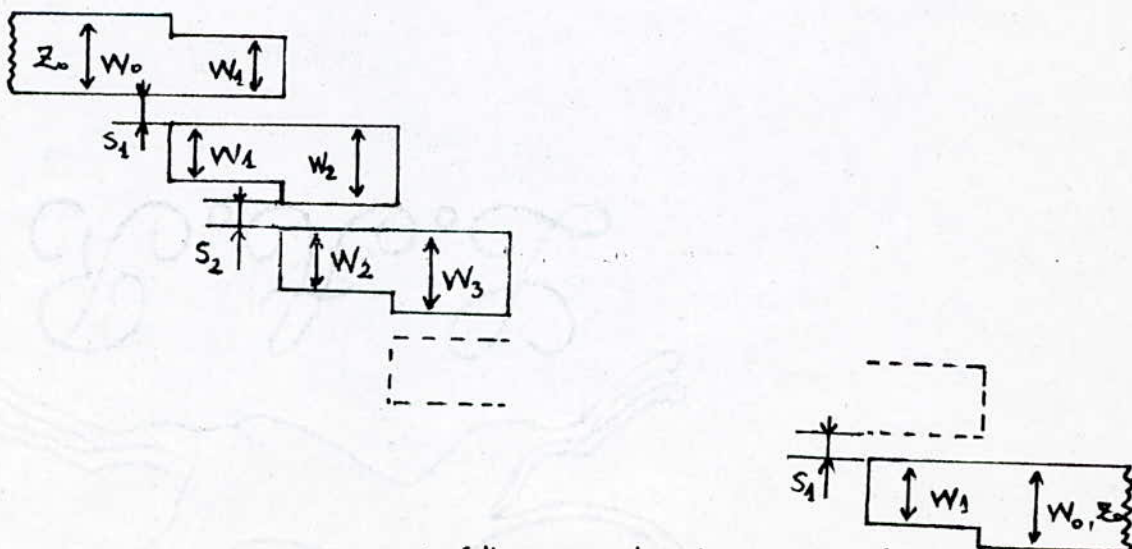 Z₀ W₀ W₁
S₁ W₁ W₂
S₂ W₂ W₃
S₁ W₁ W₀, Z₀